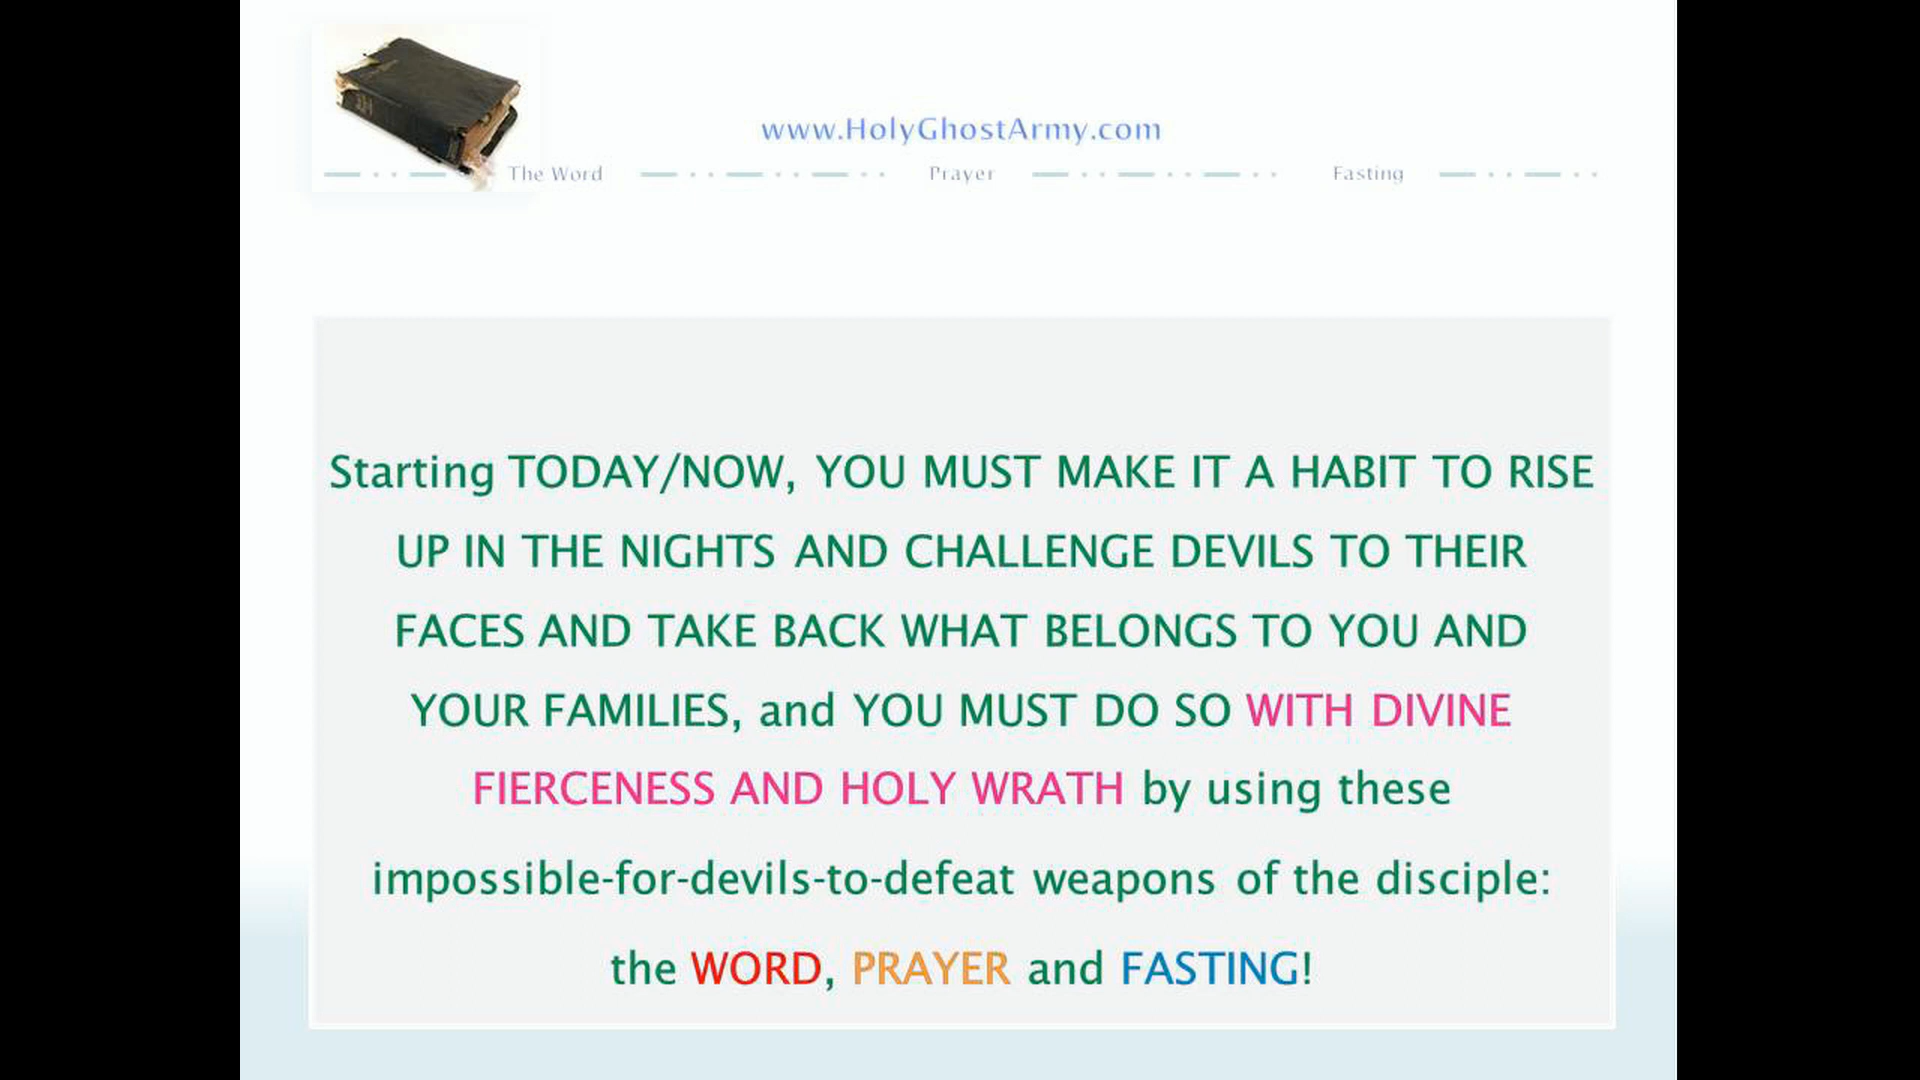 www.HolyGhostArmy.com
The Word Prayer Fasting
Starting TODAY/NOW, YOU MUST MAKE IT A HABIT TO RISE
UP IN THE NIGHTS AND CHALLENGE DEVILS TO THEIR
FACES AND TAKE BACK WHAT BELONGS TO YOU AND
YOUR FAMILIES, and YOU MUST DO SO WITH DIVINE
FIERCENESS AND HOLY WRATH by using these
impossible-for-devils-to-defeat weapons of the disciple:
the WORD, PRAYER and FASTING!